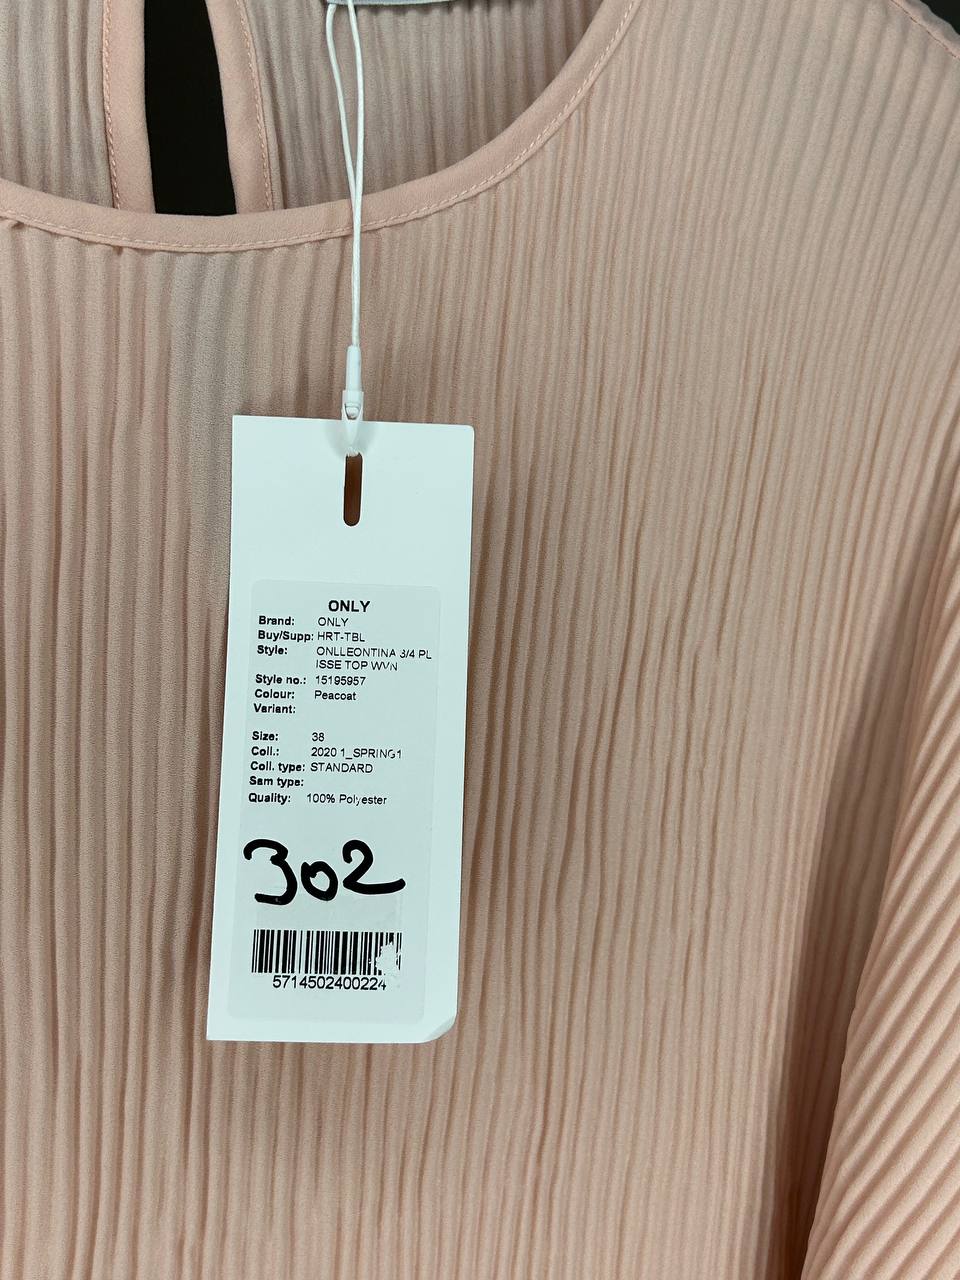 ONLY
Brand: ONLY
Buy/Supp: HRT-TBL
Style: ONLLEONTINA 3/4 PL
ISSE TOP WVN
Style no.: 15195957
Colour: Peacoat
Variant:
Size: 38
Coll.: 2020 1_SPRING1
Coll. type: STANDARD
Sam type:
Quality: 100% Polyester
302
5714502400224